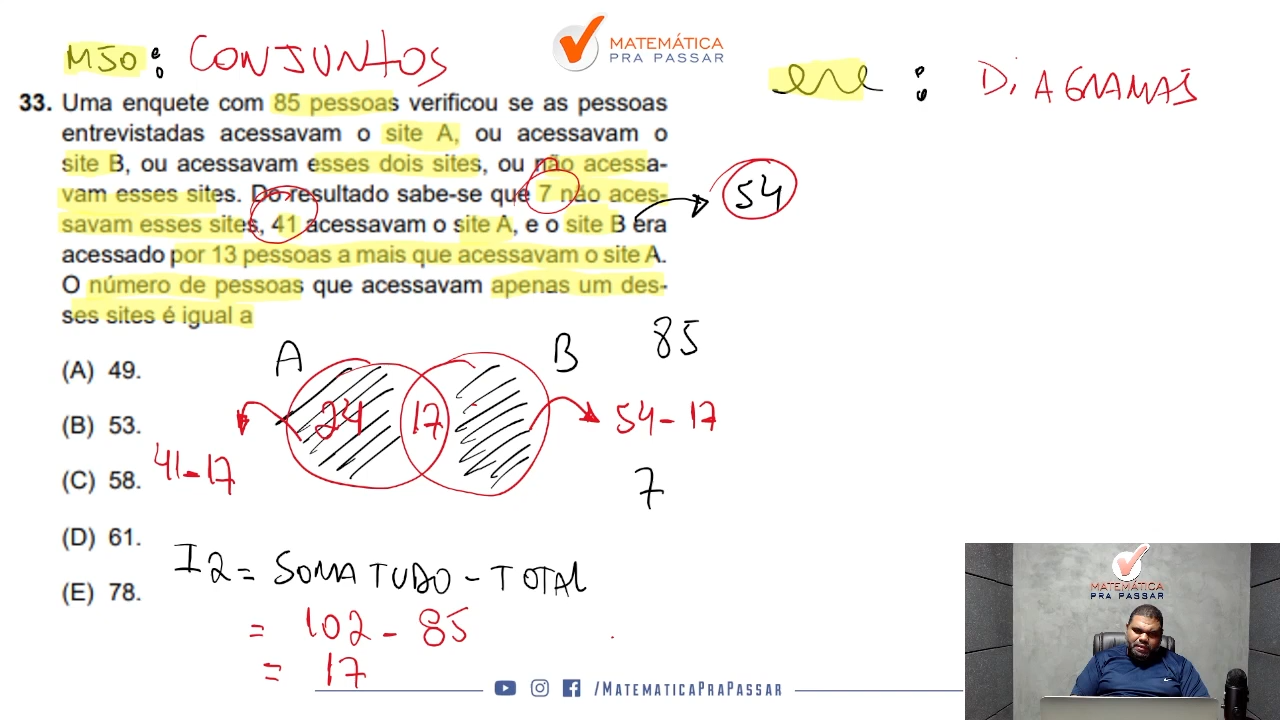 MJO: CONJUNTOS
MATEMÁTICA
PRA PASSAR
: DIAGRAMAS
33. Uma enquete com 85 pessoas verificou se as pessoas
entrevistadas acessavam o site A, ou acessavam o
site B, ou acessavam esses dois sites, ou não acessa-
vam esses sites. Do resultado sabe-se que 7 não aces-
savam esses sites, 41 acessavam o site A, e o site B era
acessado por 13 pessoas a mais que acessavam o site A.
O número de pessoas que acessavam apenas um des-
ses sites é igual a
54
(A) 49.
(B) 53.
(C) 58.
(D) 61.
(E) 78.
A
B
85
24
17
54-17
41-17
7
I2 = SOMA TUDO - TOTAL
= 102 - 85
= 17
MATEMÁTICA
PRA PASSAR
/MATEMATICAPRAPASSAR